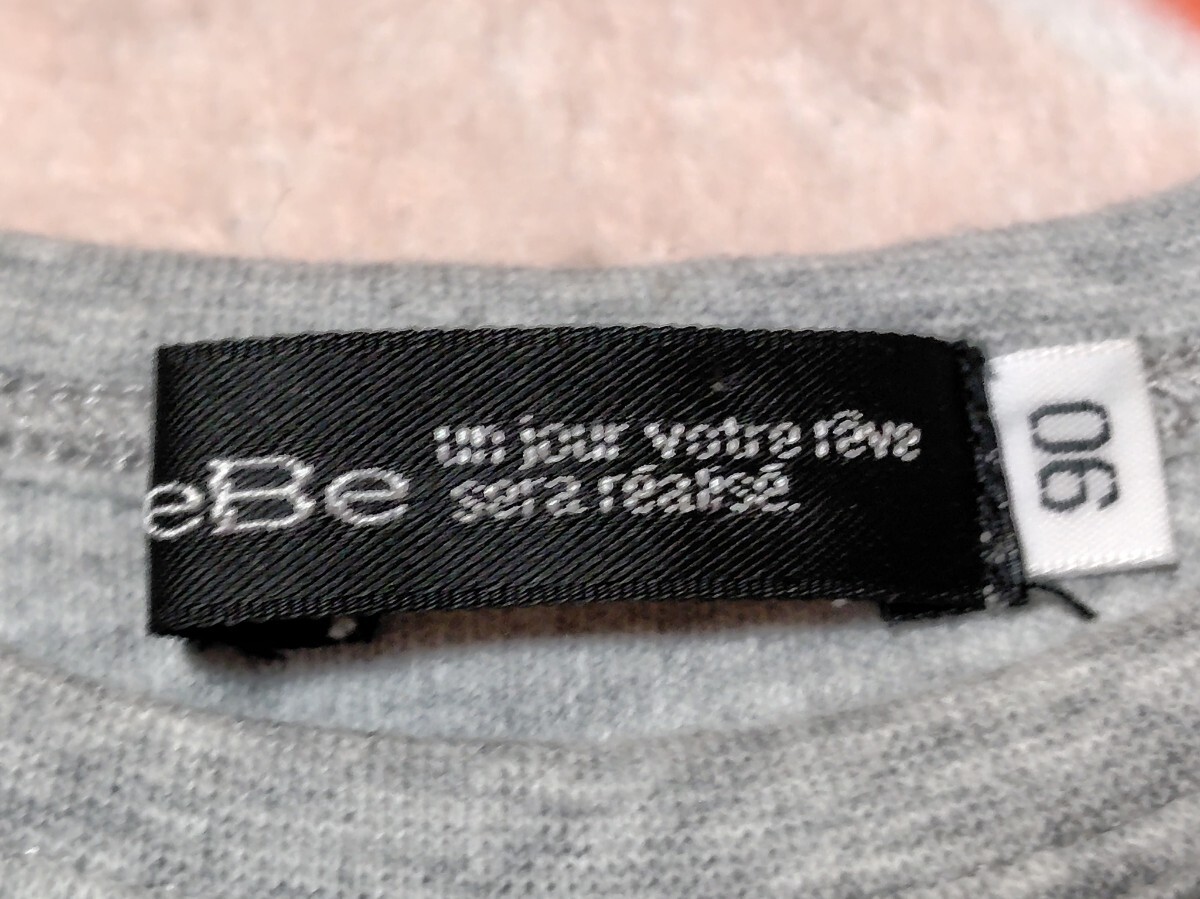 eBe
un jour votre rêve
sera réalisé.
90